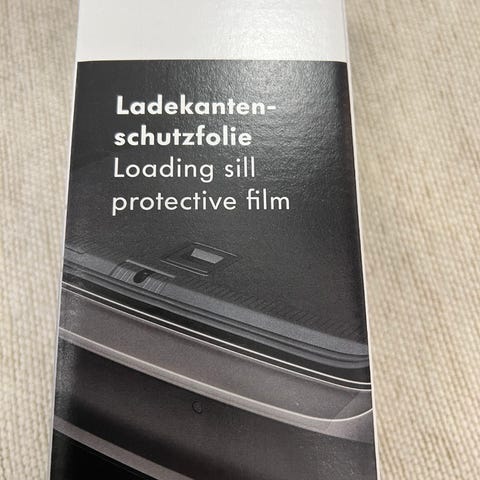 Ladekanten-
schutzfolie
Loading sill
protective film